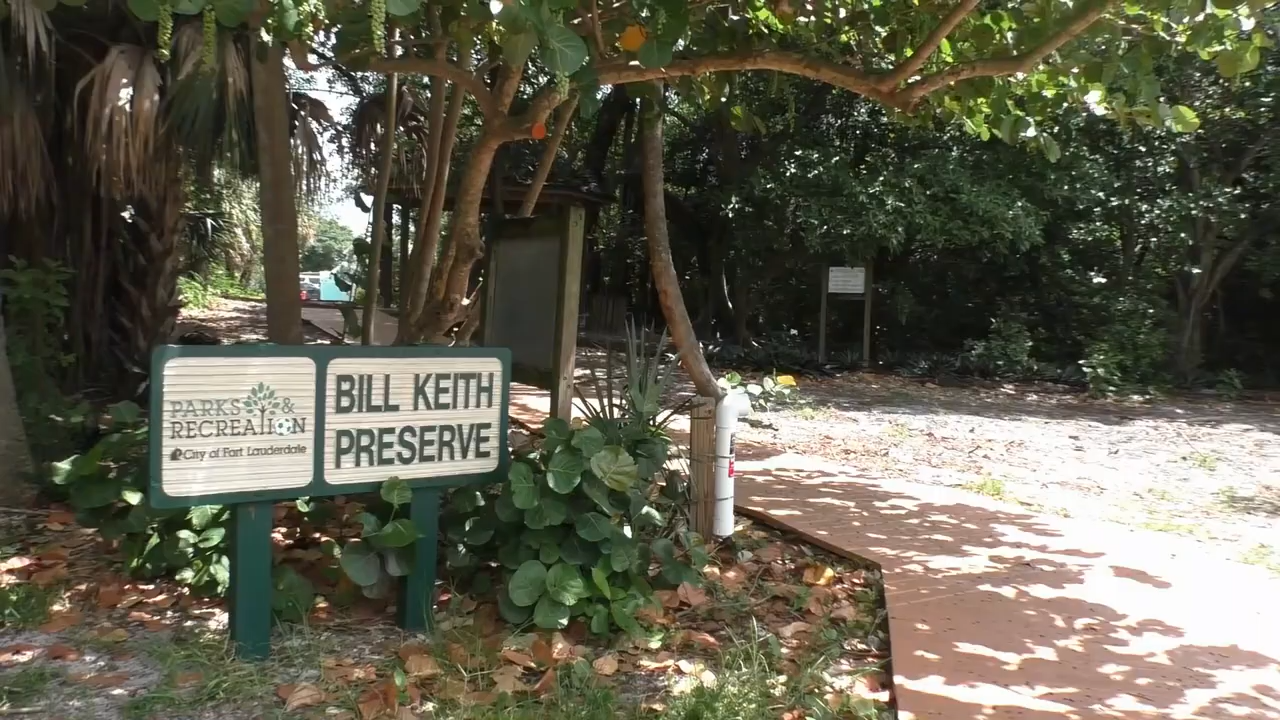 PARKS &
RECREATION
City of Fort Lauderdale
BILL KEITH
PRESERVE